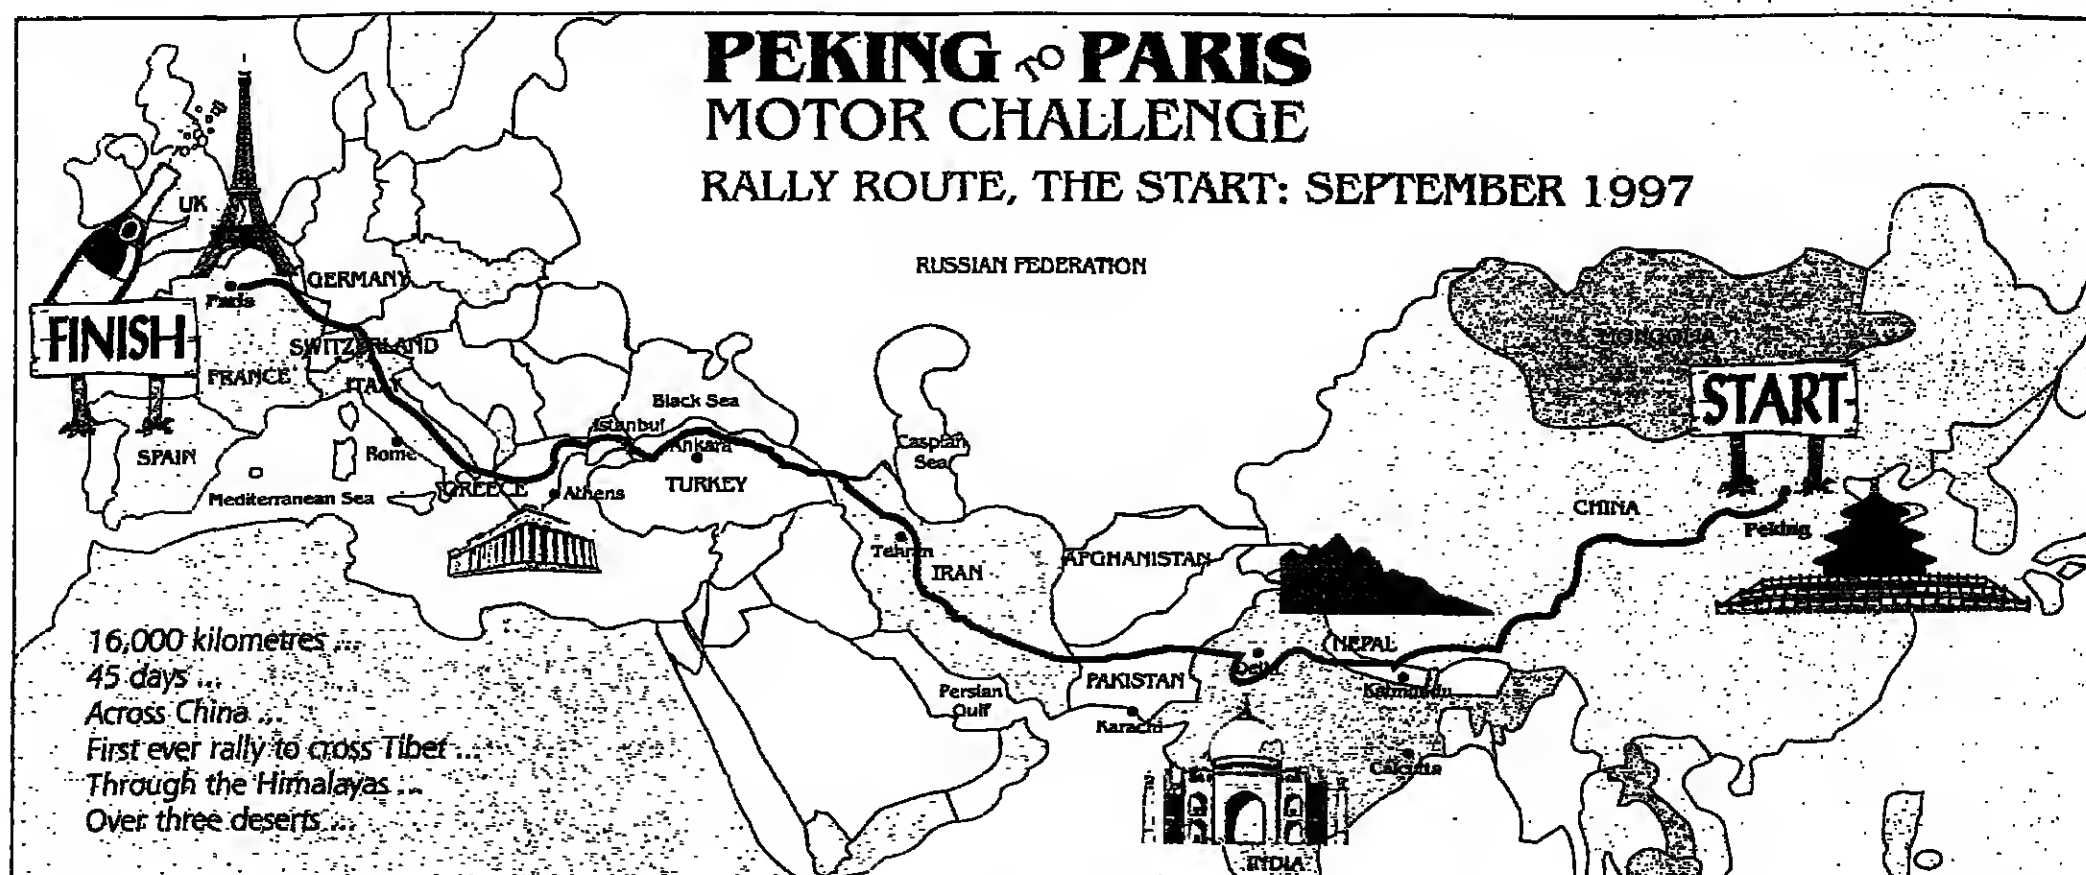 PEKING TO PARIS
MOTOR CHALLENGE
RALLY ROUTE, THE START: SEPTEMBER 1997
RUSSIAN FEDERATION
UK
GERMANY
Paris
FINISH
SWITZERLAND
FRANCE
ITALY
MONGOLIA
START
Black Sea
Istanbul
Ankara
Caspian
Sea
SPAIN
Rome
TURKEY
Mediterranean Sea
GREECE
Athens
CHINA
Peking
Tehran
IRAN
AFGHANISTAN
16,000 kilometres ...
45 days ...
Across China ...
First ever rally to cross Tibet ...
Through the Himalayas ...
Over three deserts ...
NEPAL
Delhi
PAKISTAN
Katmandu
Persian
Gulf
Karachi
Calcutta
INDIA